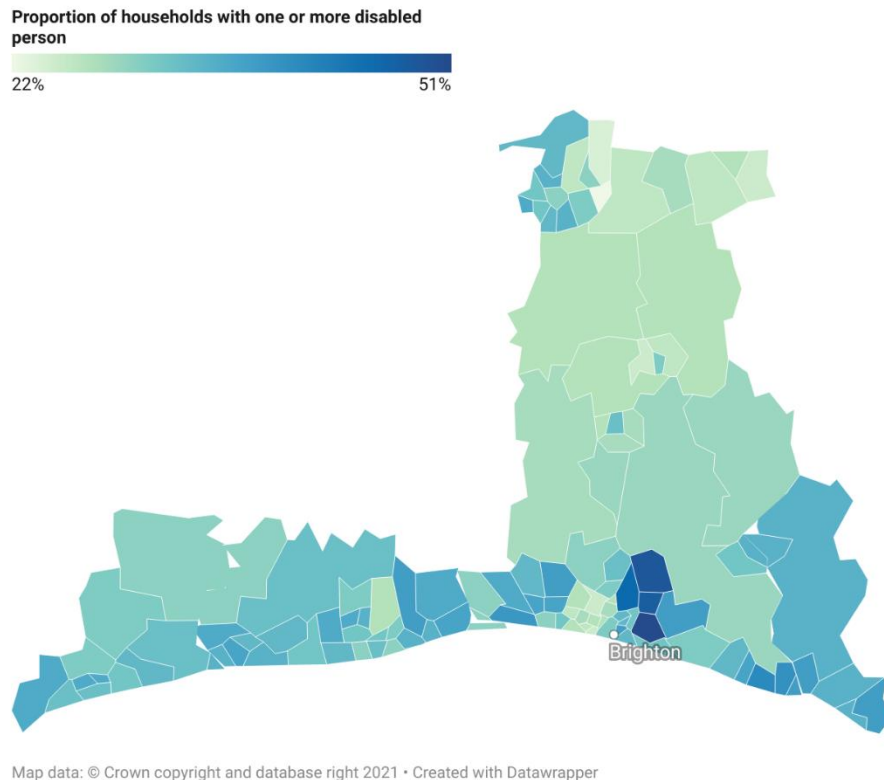 Proportion of households with one or more disabled
person
22%
51%
Brighton
Map data: © Crown copyright and database right 2021 • Created with Datawrapper